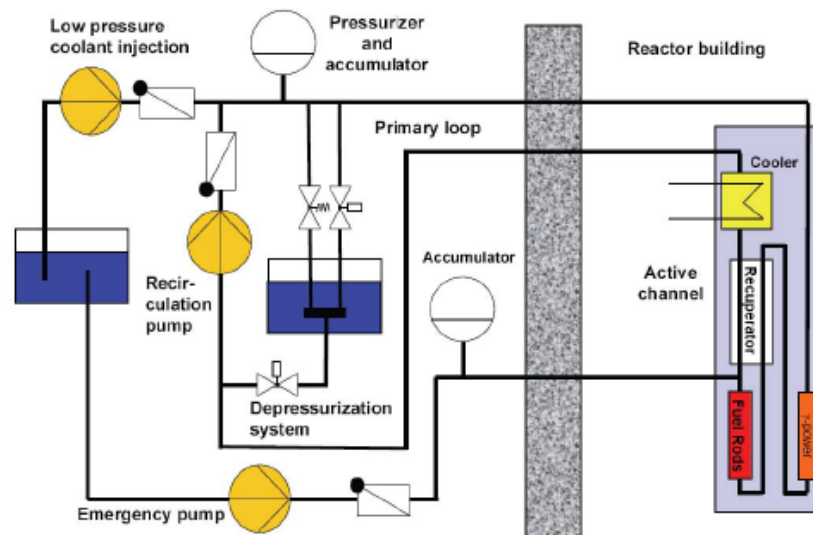 Low pressure
coolant injection
Pressurizer
and
accumulator
Reactor building
Primary loop
Cooler
Accumulator
Active
channel
Recuperator
Recir-
culation
pump
Depressurization
system
Fuel Rods
γ-power
Emergency pump